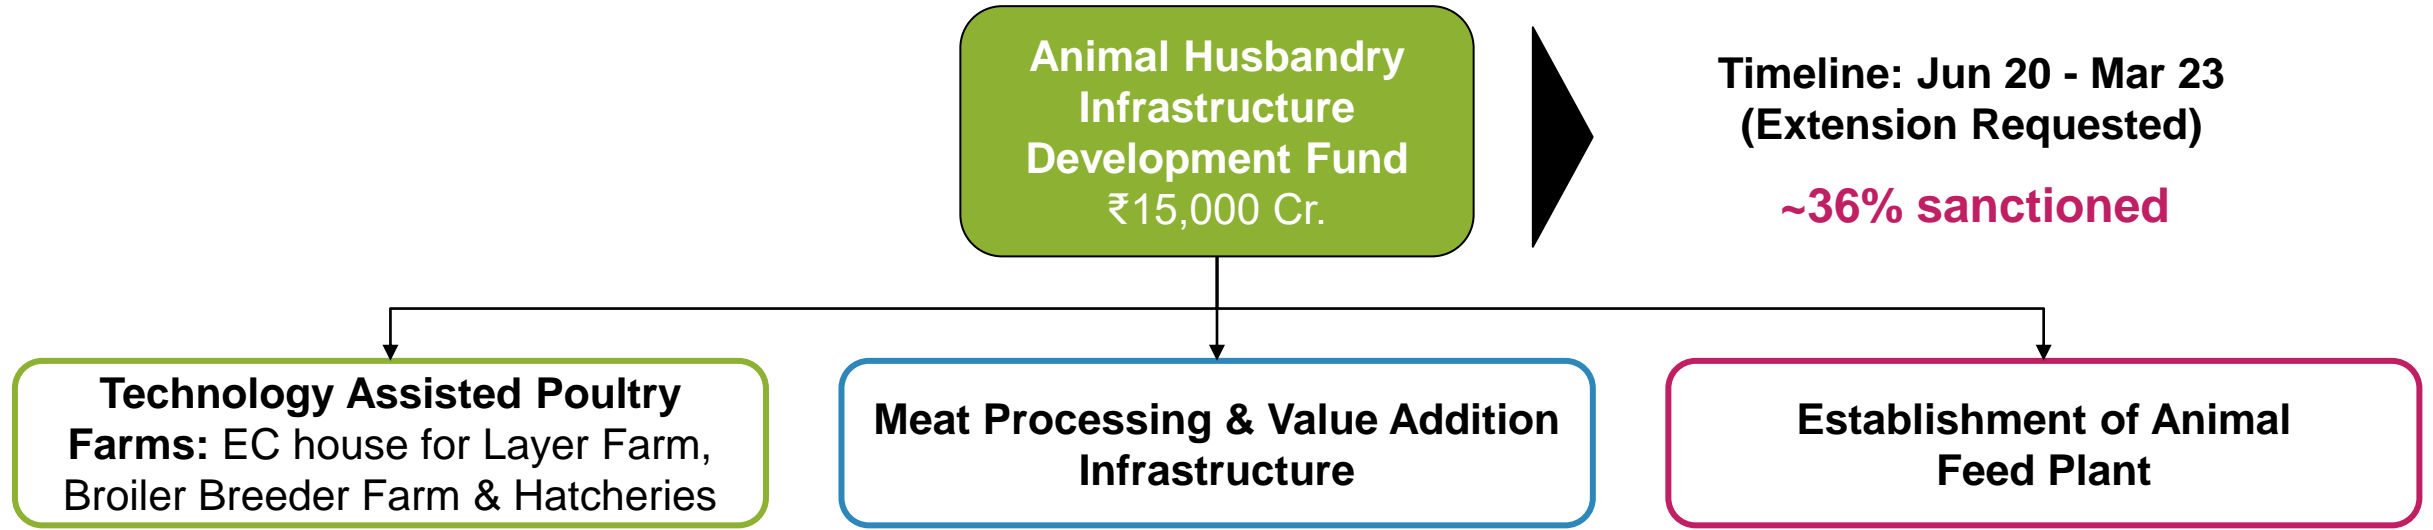 Animal Husbandry
Infrastructure
Development Fund
₹15,000 Cr.
Timeline: Jun 20 - Mar 23
(Extension Requested)
~36% sanctioned
Technology Assisted Poultry
Farms: EC house for Layer Farm,
Broiler Breeder Farm & Hatcheries
Meat Processing & Value Addition
Infrastructure
Establishment of Animal
Feed Plant